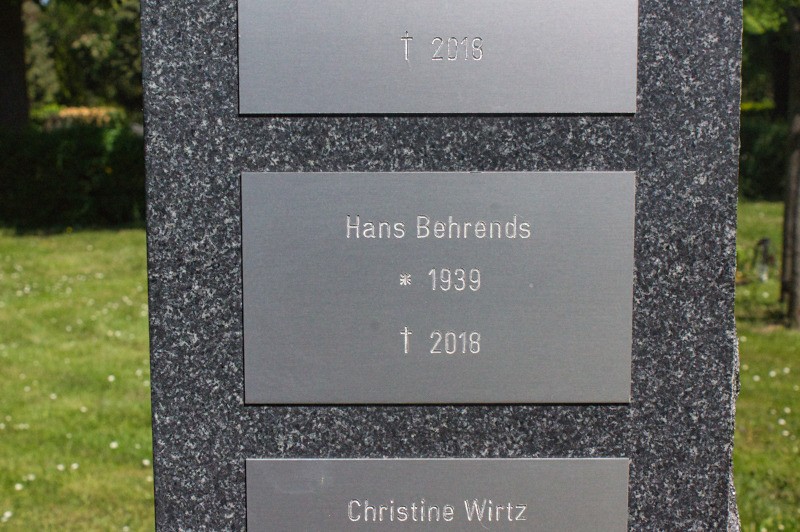 † 2018
Hans Behrends
* 1939
† 2018
Christine Wirtz